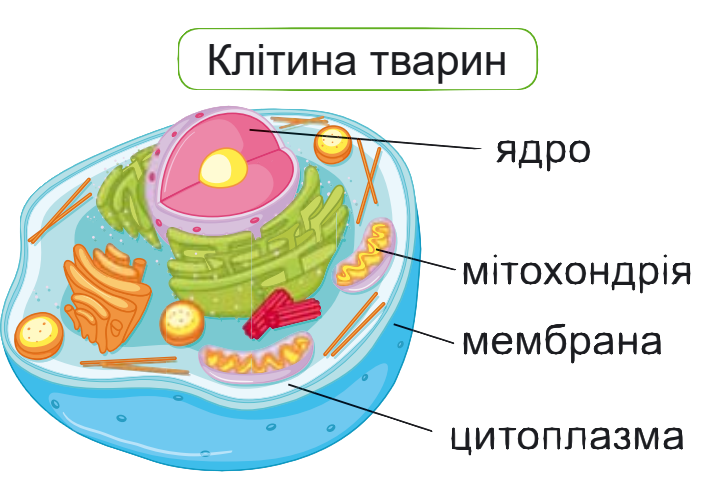 Клітина тварин
ядро
мітохондрія
мембрана
цитоплазма